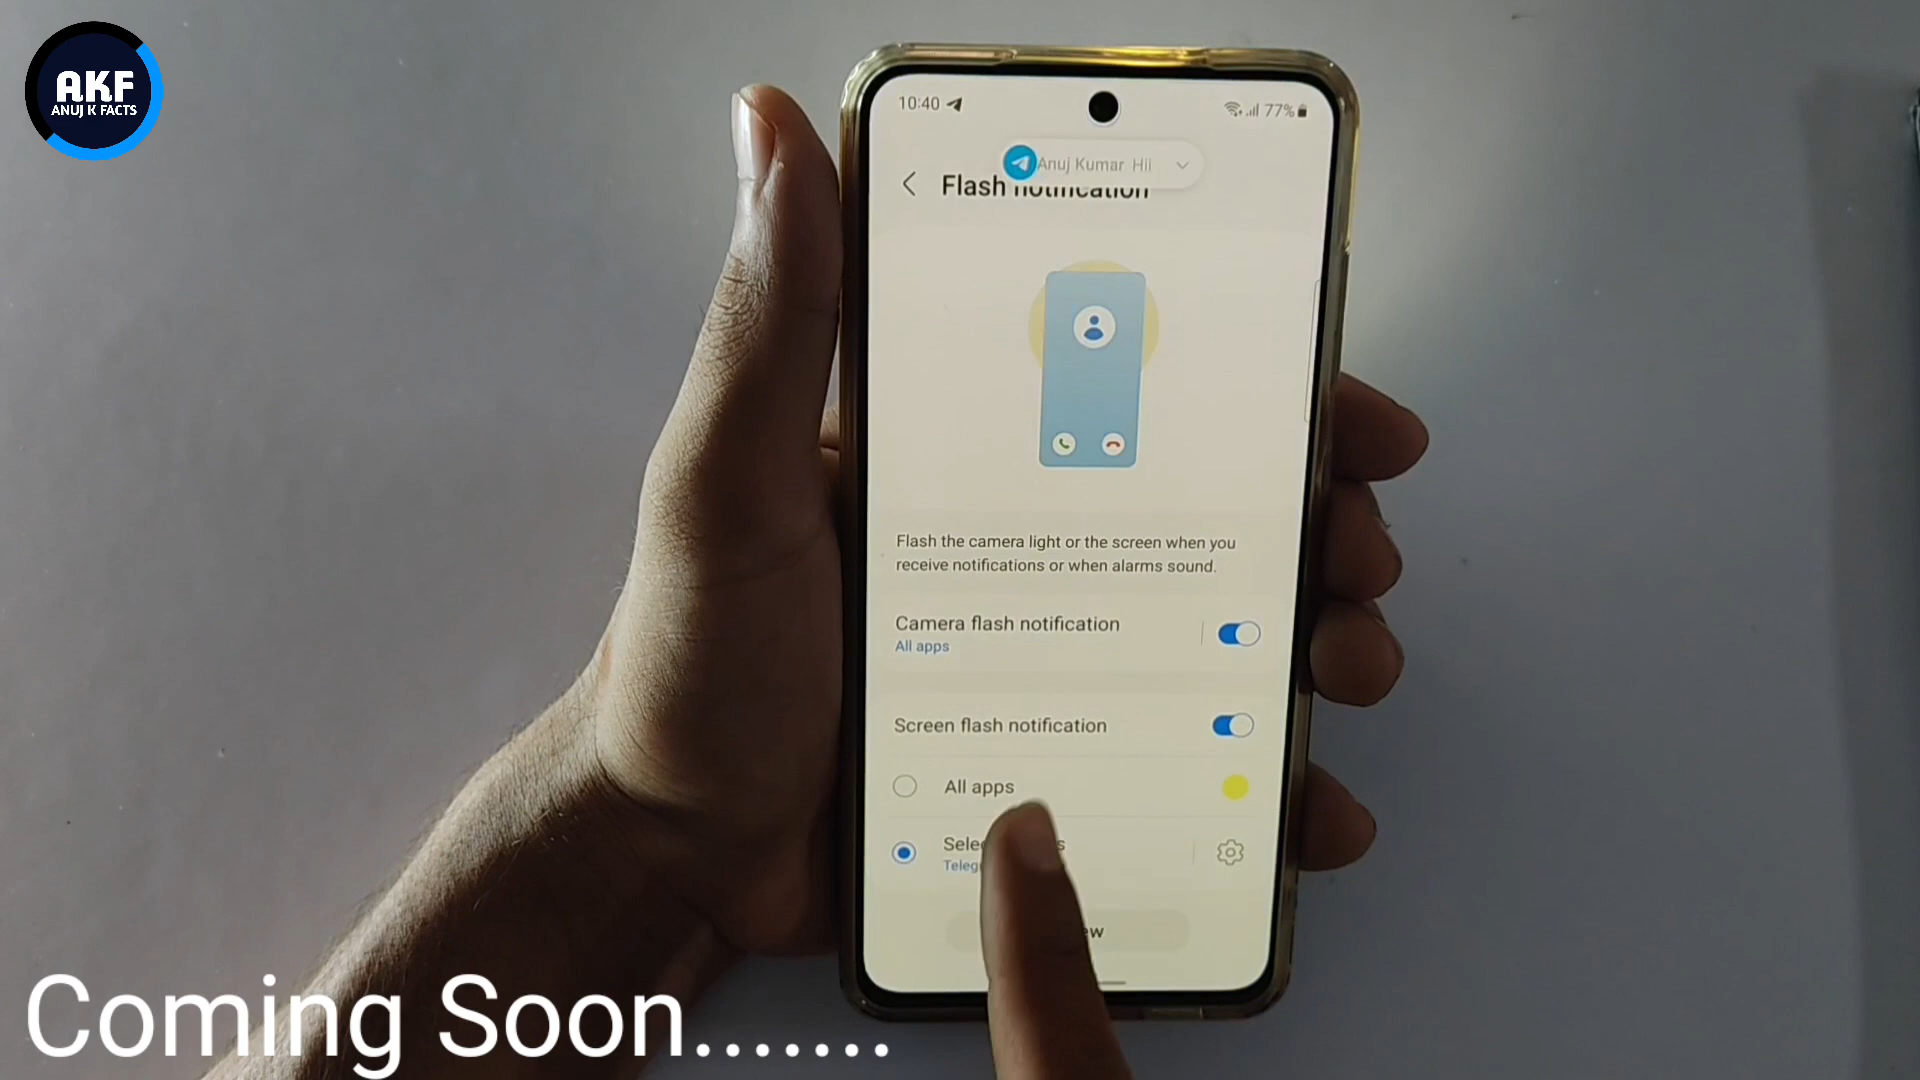 AKF
ANUJ K FACTS
10:40
77%
Anuj Kumar Hii
Flash notification
Flash the camera light or the screen when you
receive notifications or when alarms sound.
Camera flash notification
All apps
Screen flash notification
All apps
Coming Soon.......